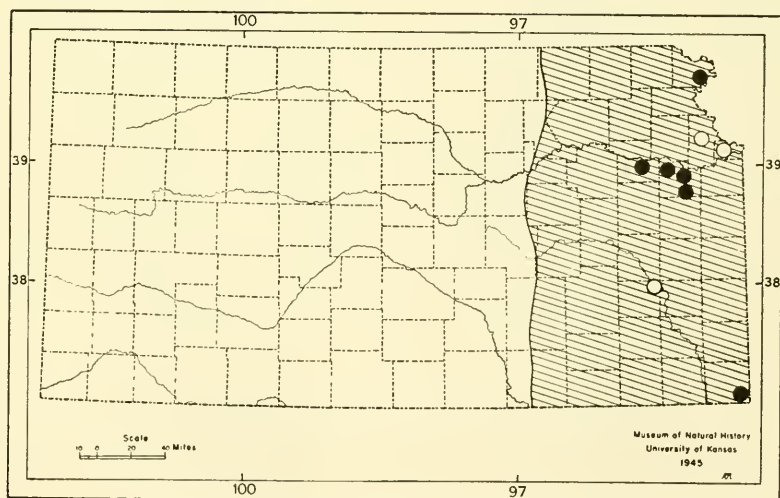 100 97
39 39
38 38
Scale
10 0 20 40 Miles
Museum of Natural History
University of Kansas
1945
100 97